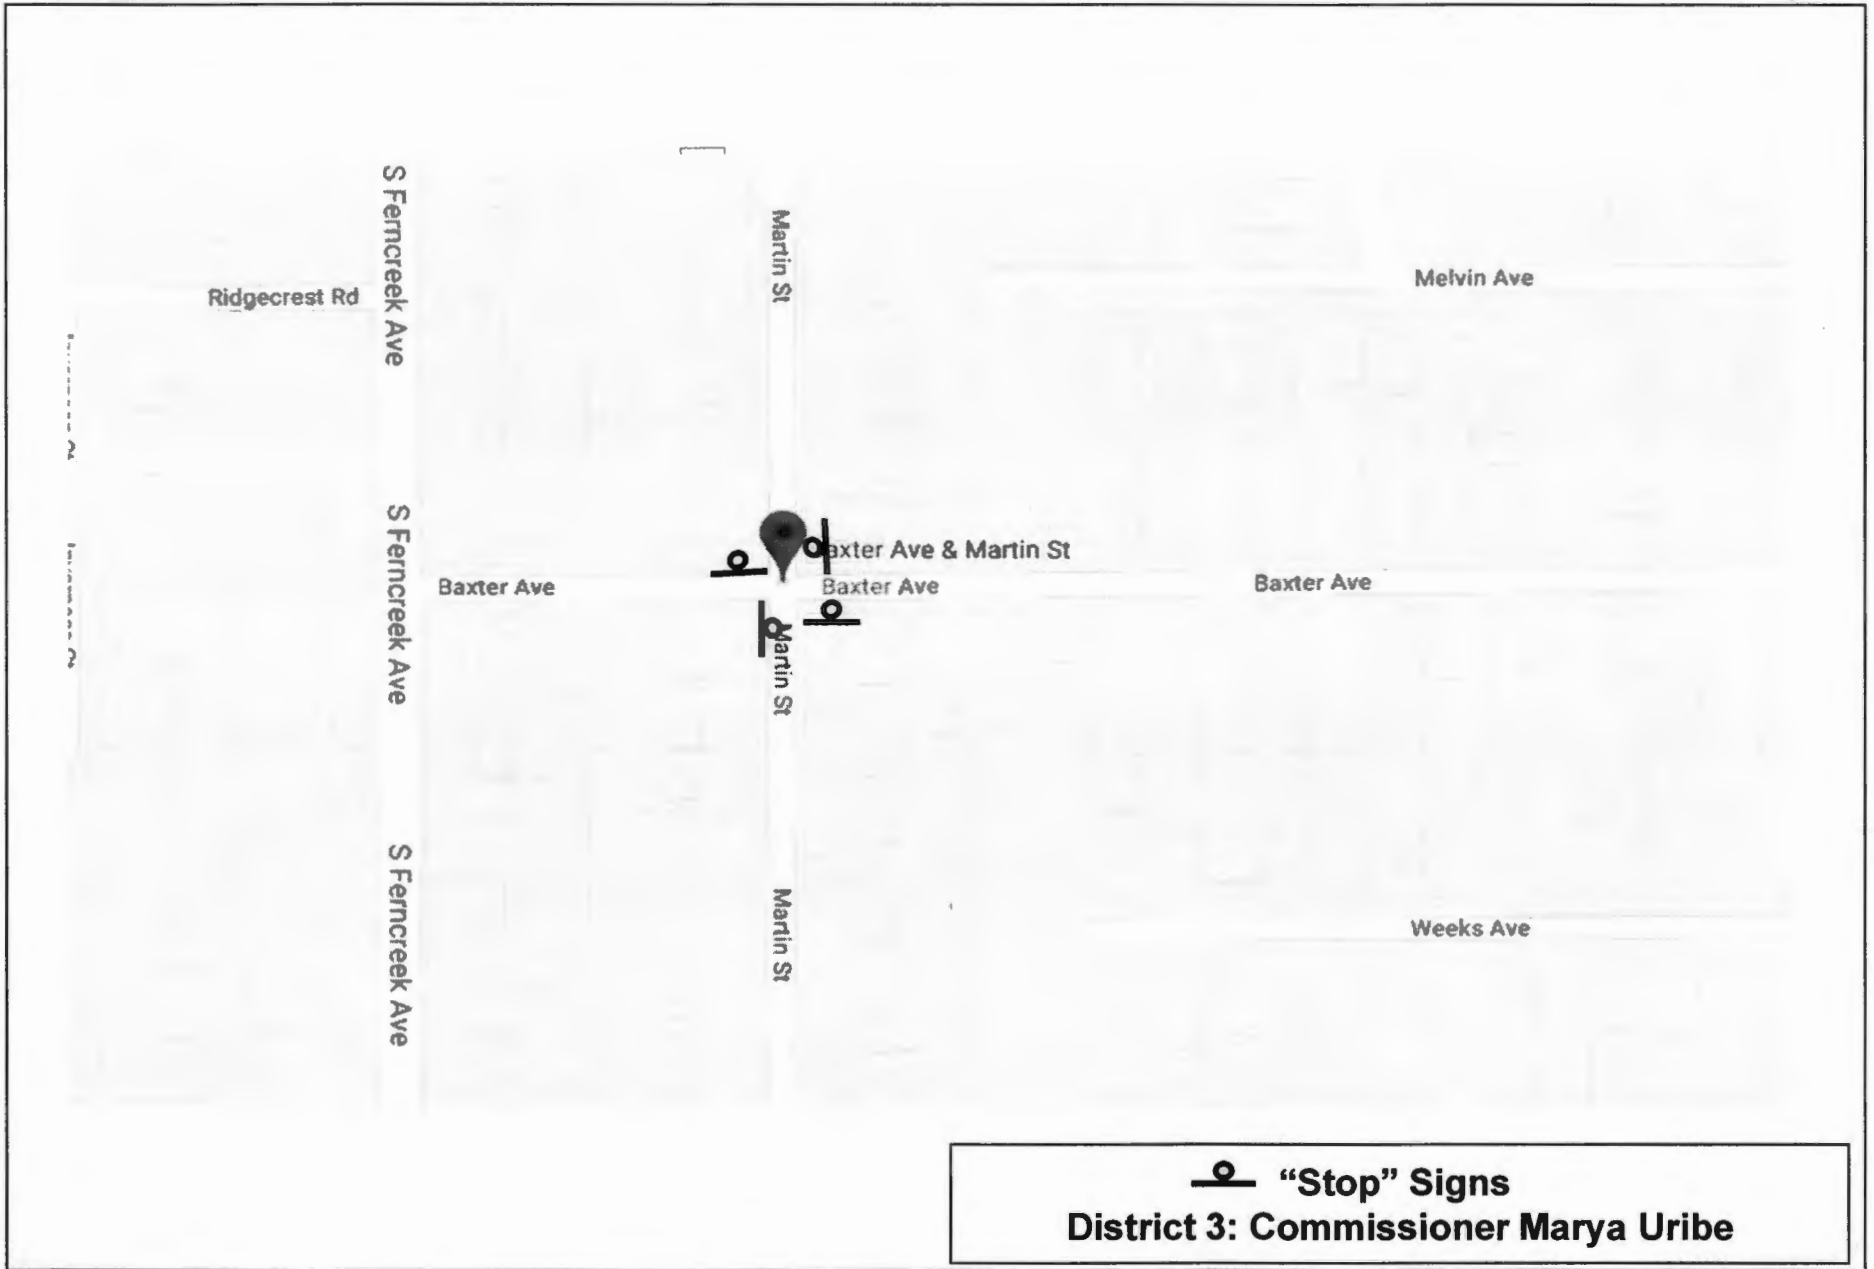 S Ferncreek Ave
Martin St
Melvin Ave
Ridgecrest Rd
S Ferncreek Ave
axter Ave & Martin St
Baxter Ave
Baxter Ave
Baxter Ave
Martin St
S Ferncreek Ave
Martin St
Weeks Ave
“Stop” Signs
District 3: Commissioner Marya Uribe